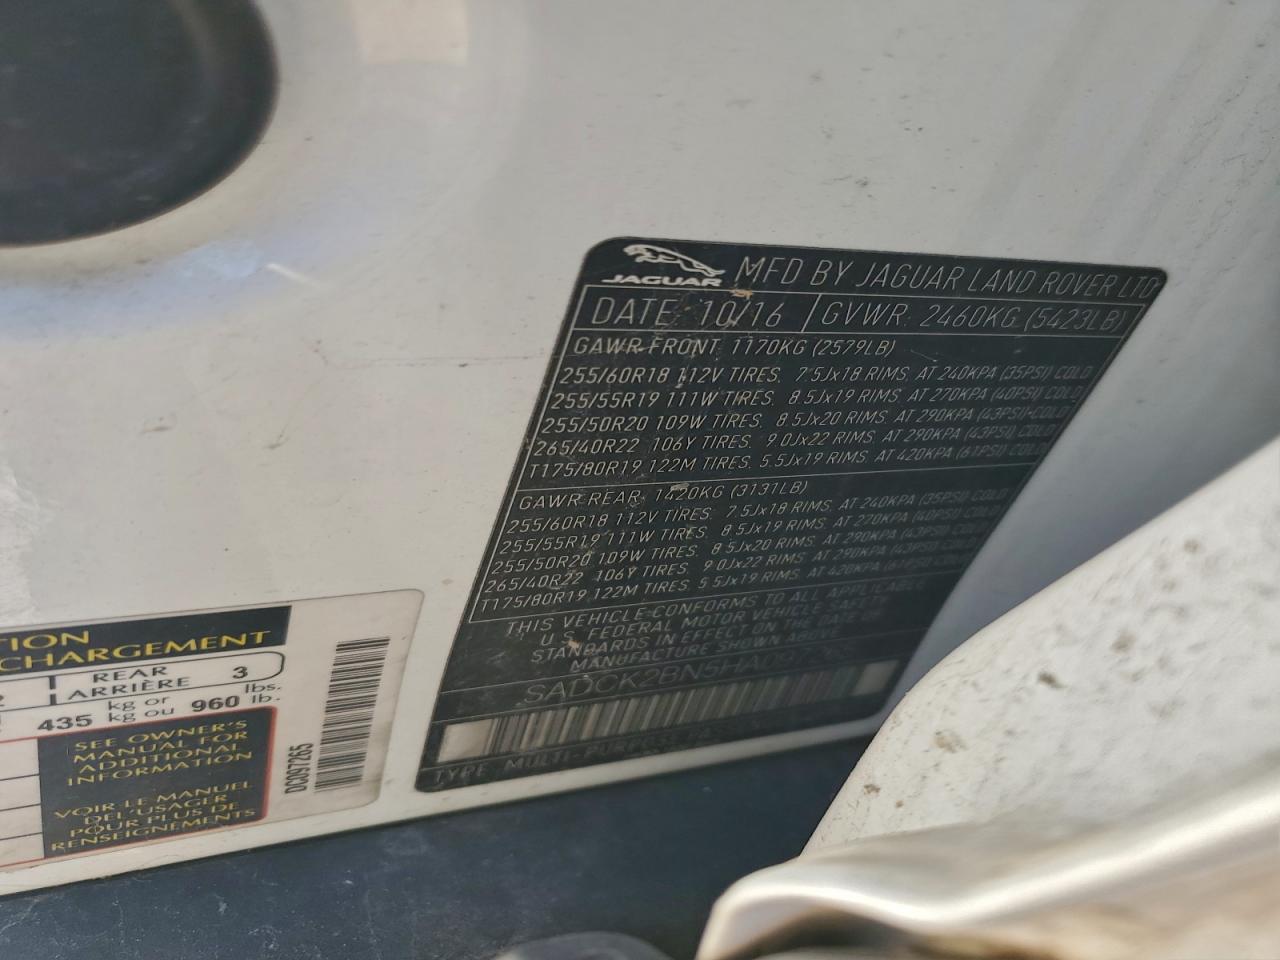 JAGUAR MFD BY JAGUAR LAND ROVER LTD
DATE 10/16 GVWR 2460KG (5423LB)
GAWR FRONT 1170KG (2579LB)
255/60R18 112V TIRES, 7.5Jx18 RIMS, AT 240KPA (35PSI) COLD
255/55R19 111W TIRES, 8.5Jx19 RIMS, AT 270KPA (40PSI) COLD
255/50R20 109W TIRES, 8.5Jx20 RIMS, AT 290KPA (43PSI) COLD
265/40R22 106Y TIRES, 9.0Jx22 RIMS, AT 290KPA (43PSI) COLD
T175/80R19 122M TIRES, 5.5Jx19 RIMS, AT 420KPA (61PSI) COLD
GAWR REAR 1420KG (3131LB)
255/60R18 112V TIRES, 7.5Jx18 RIMS, AT 240KPA (35PSI) COLD
255/55R19 111W TIRES, 8.5Jx19 RIMS, AT 270KPA (40PSI) COLD
255/50R20 109W TIRES, 8.5Jx20 RIMS, AT 290KPA (43PSI) COLD
265/40R22 106Y TIRES, 9.0Jx22 RIMS, AT 290KPA (43PSI) COLD
T175/80R19 122M TIRES, 5.5Jx19 RIMS, AT 420KPA (61PSI) COLD
THIS VEHICLE CONFORMS TO ALL APPLICABLE
U.S. FEDERAL MOTOR VEHICLE SAFETY
STANDARDS IN EFFECT ON THE DATE OF
MANUFACTURE SHOWN ABOVE
TYPE MULTI-PURPOSE
TION
CHARGEMENT
REAR
ARRIÈRE 3
435 kg or kg ou 960 lbs. lb.
SEE OWNER'S
MANUAL FOR
ADDITIONAL
INFORMATION
VOIR LE MANUEL
DE L'USAGER
POUR PLUS DE
RENSEIGNEMENTS
DC397265